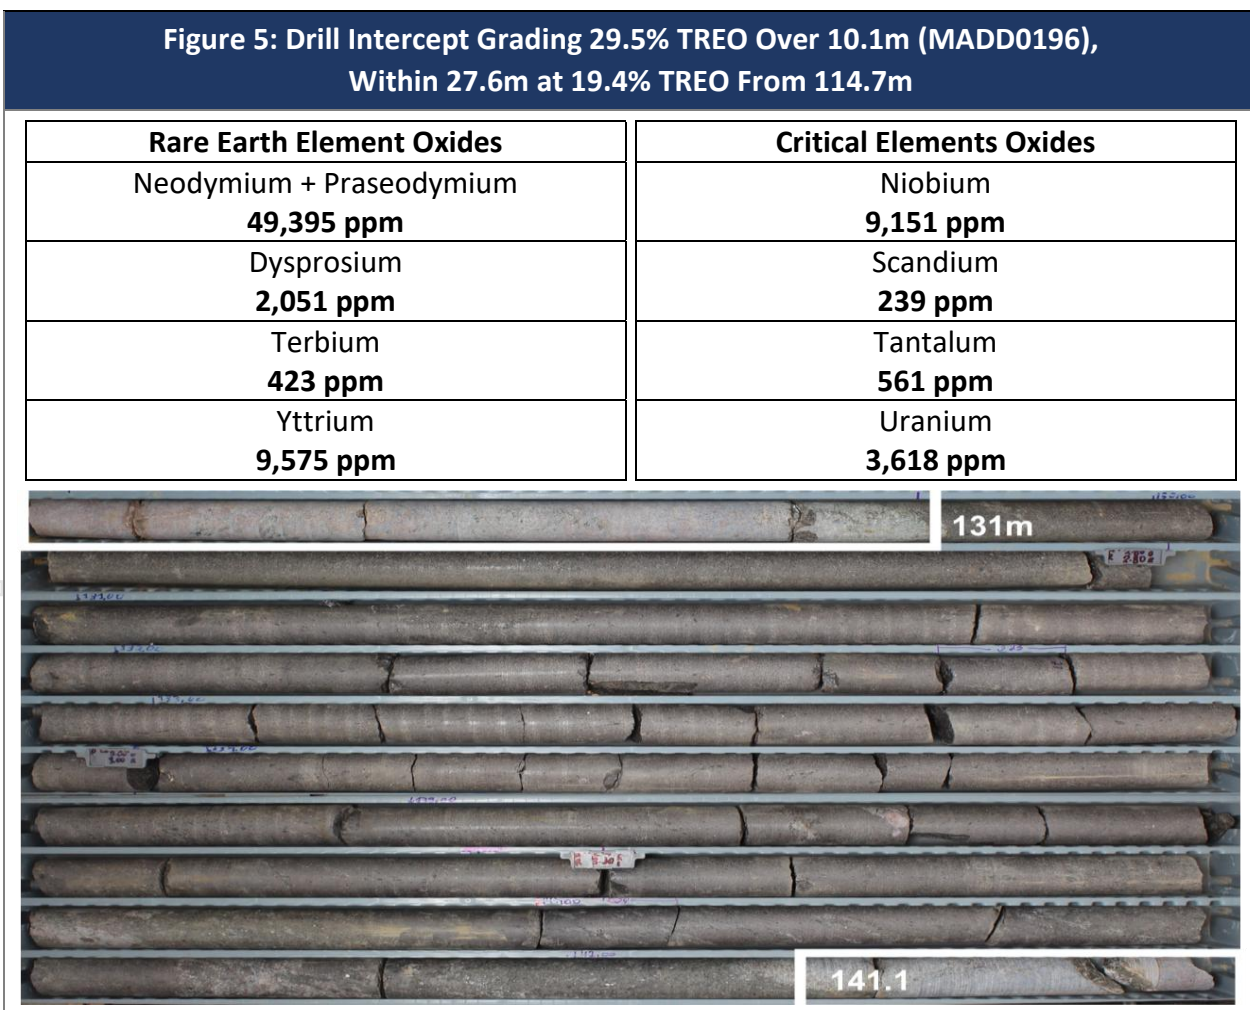 Figure 5: Drill Intercept Grading 29.5% TREO Over 10.1m (MADD0196),
Within 27.6m at 19.4% TREO From 114.7m
Rare Earth Element Oxides
Neodymium + Praseodymium
49,395 ppm
Dysprosium
2,051 ppm
Terbium
423 ppm
Yttrium
9,575 ppm
Critical Elements Oxides
Niobium
9,151 ppm
Scandium
239 ppm
Tantalum
561 ppm
Uranium
3,618 ppm
131m
141.1